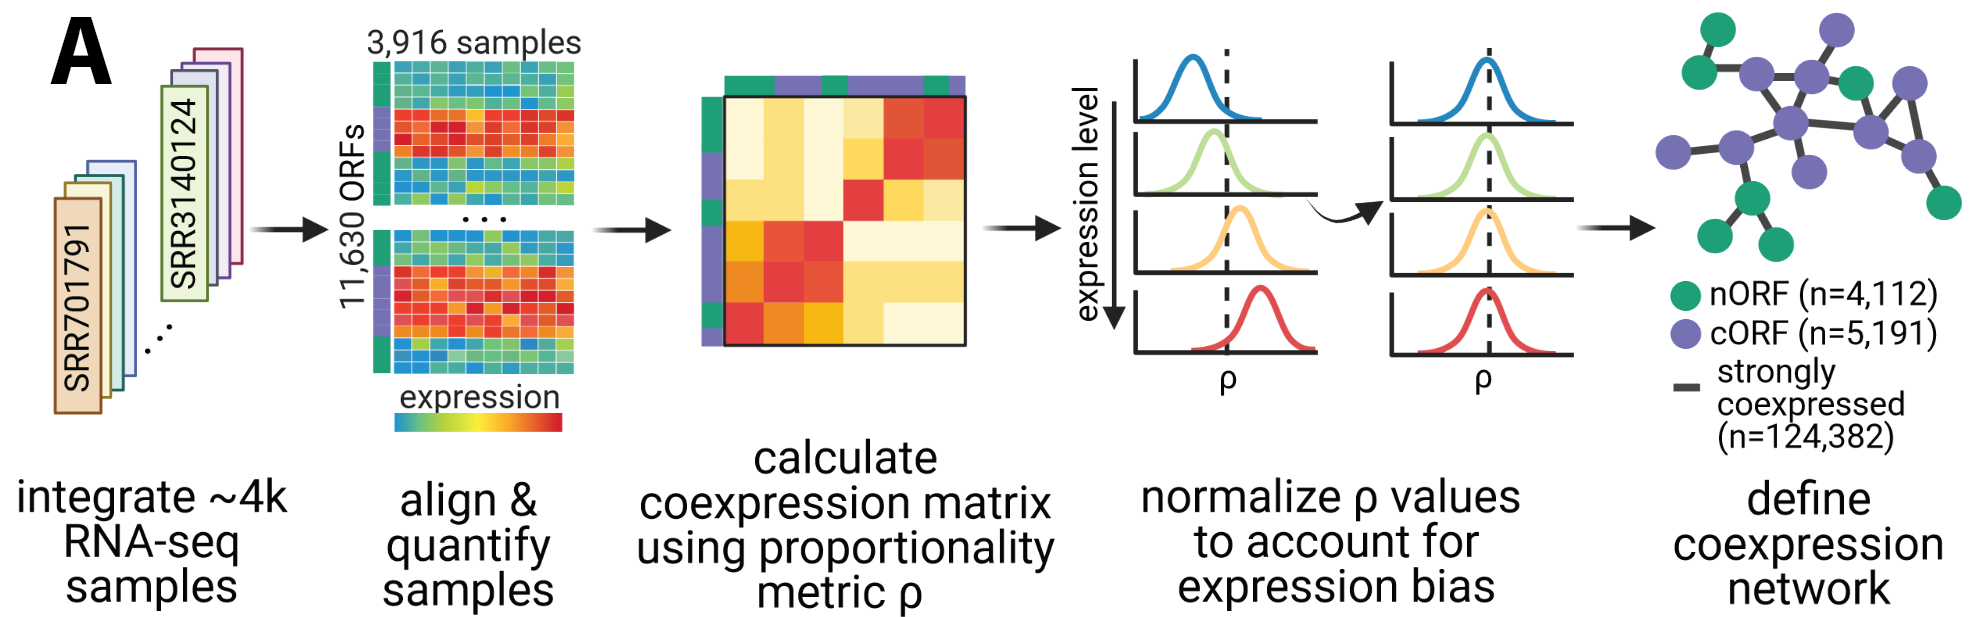 A
SRR701791
SRR3140124
3,916 samples
11,630 ORFs
...
expression
expression level
ρ
ρ
nORF (n=4,112)
cORF (n=5,191)
strongly
coexpressed
(n=124,382)
integrate ~4k
RNA-seq
samples
align &
quantify
samples
calculate
coexpression matrix
using proportionality
metric ρ
normalize ρ values
to account for
expression bias
define
coexpression
network